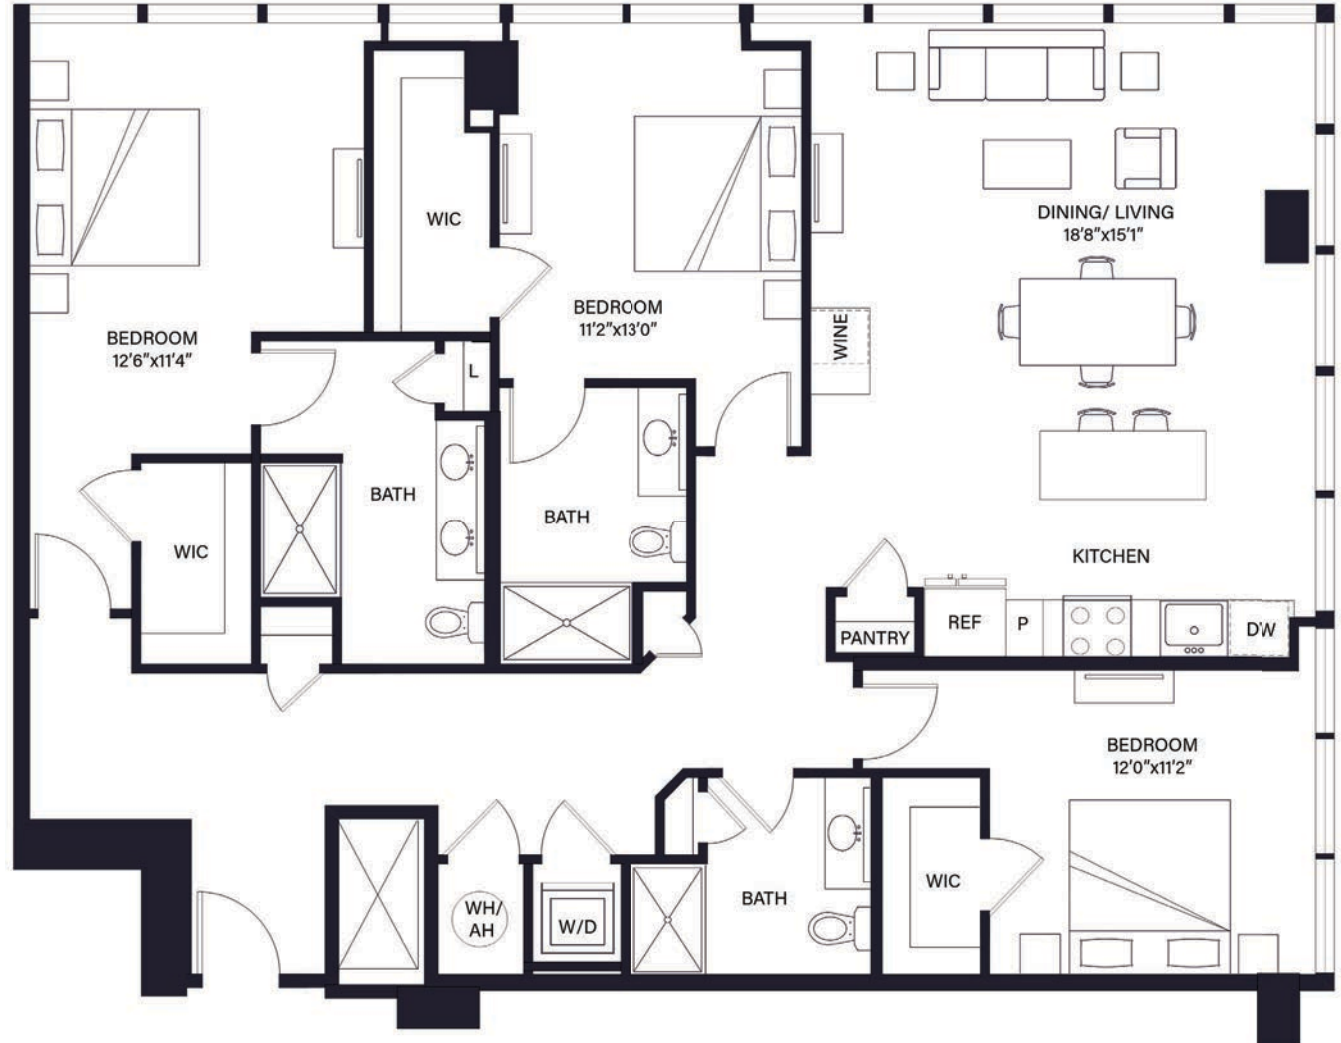 WIC
DINING/ LIVING
18'8"x15'1"
BEDROOM
11'2"x13'0"
BEDROOM
12'6"x11'4"
WINE
L
BATH
BATH
WIC
KITCHEN
PANTRY
REF
P
DW
BEDROOM
12'0"x11'2"
WIC
BATH
WH/
AH
W/D